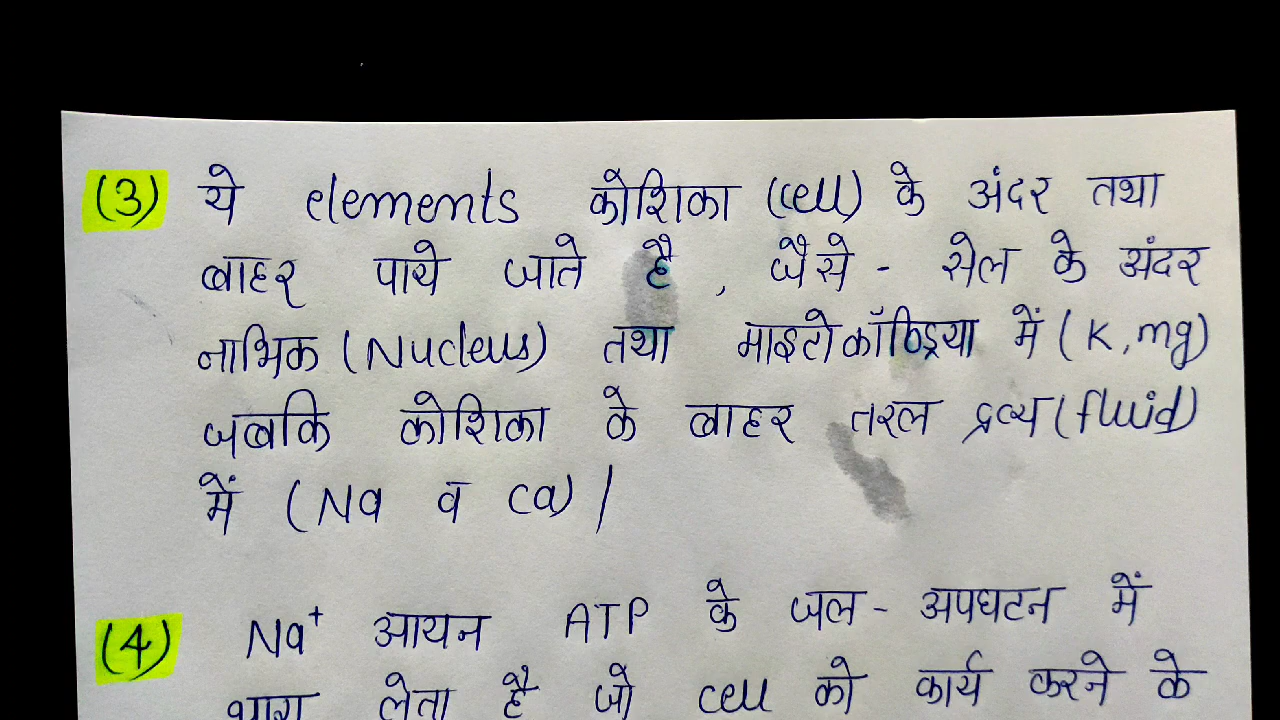 (3) ये elements कोशिका (cell) के अंदर तथा
बाहर पाये जाते है, जैसे - सेल के अंदर
नाभिक (Nucleus) तथा माइटोकॉण्ड्रिया में (K, mg)
जबकि कोशिका के बाहर तरल द्रव्य (fluid)
में (Na व ca) |
(4) Na⁺ आयन ATP के जल - अपघटन में
भाग लेता है जो cell को कार्य करने के